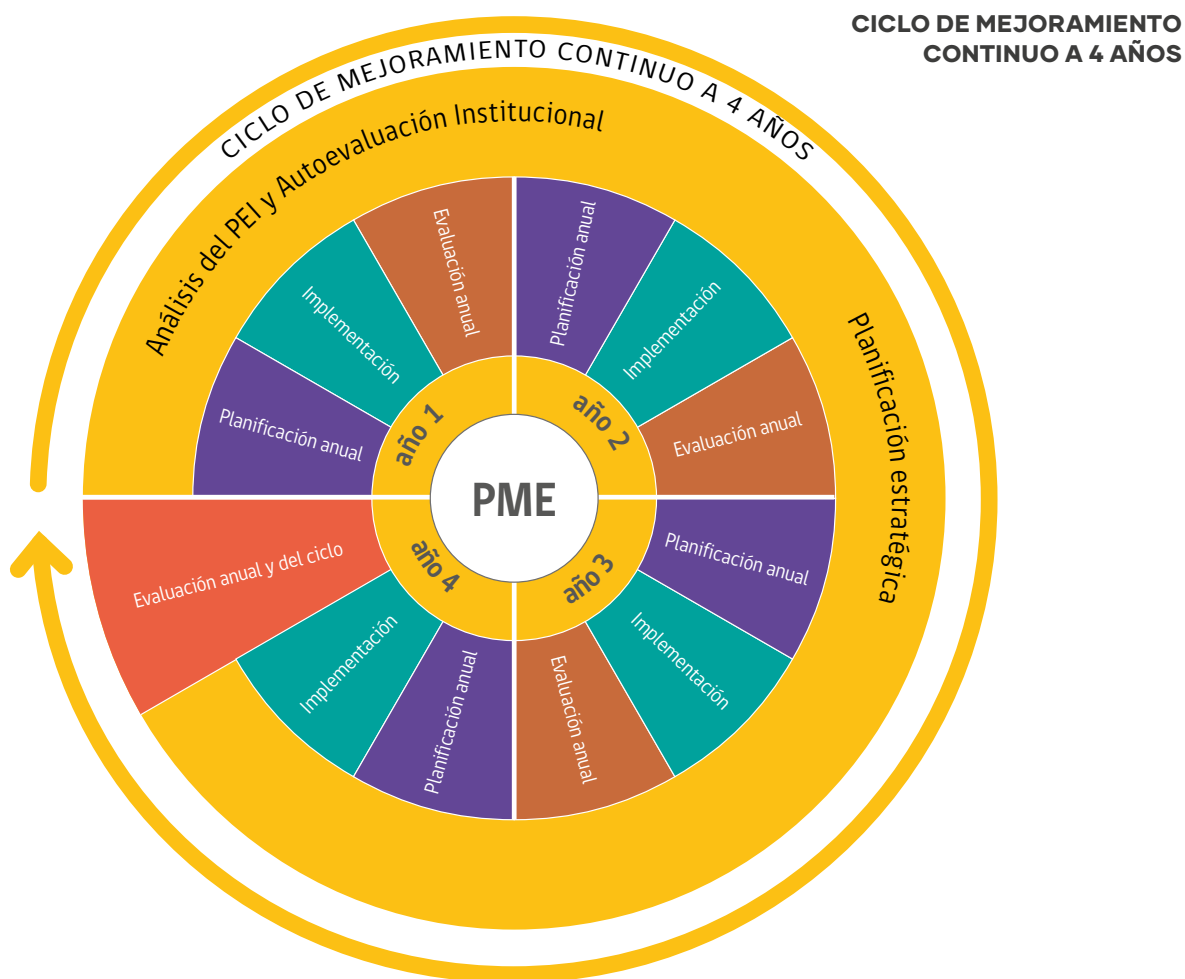 CICLO DE MEJORAMIENTO
CONTINUO A 4 AÑOS
CICLO DE MEJORAMIENTO CONTINUO A 4 AÑOS
Análisis del PEI y Autoevaluación Institucional
Planificación estratégica
PME
año 1
Planificación anual
Implementación
Evaluación anual
año 2
Planificación anual
Implementación
Evaluación anual
año 3
Planificación anual
Implementación
Evaluación anual
año 4
Planificación anual
Implementación
Evaluación anual y del ciclo